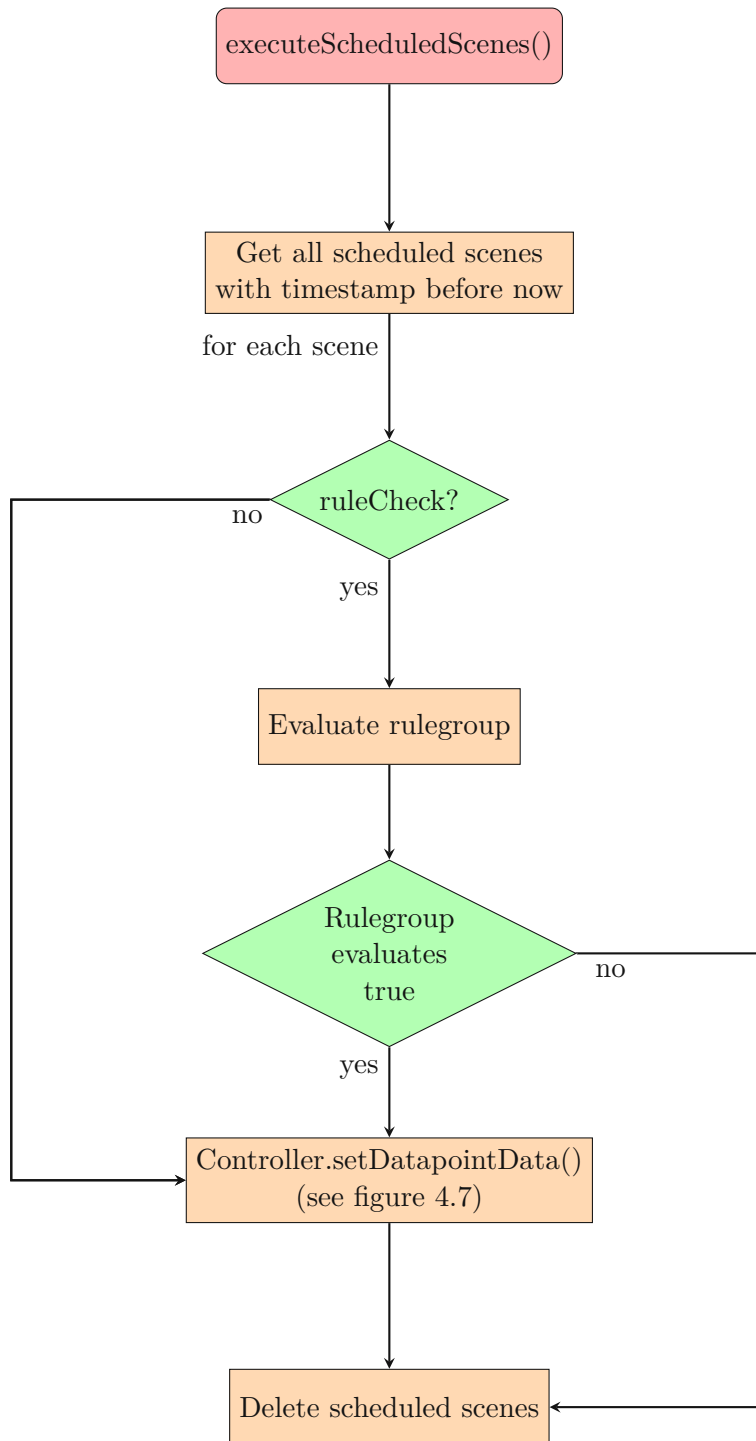 executeScheduledScenes()
Get all scheduled scenes
with timestamp before now
for each scene
ruleCheck?
no
yes
Evaluate rulegroup
Rulegroup
evaluates
true
no
yes
Controller.setDatapointData()
(see figure 4.7)
Delete scheduled scenes